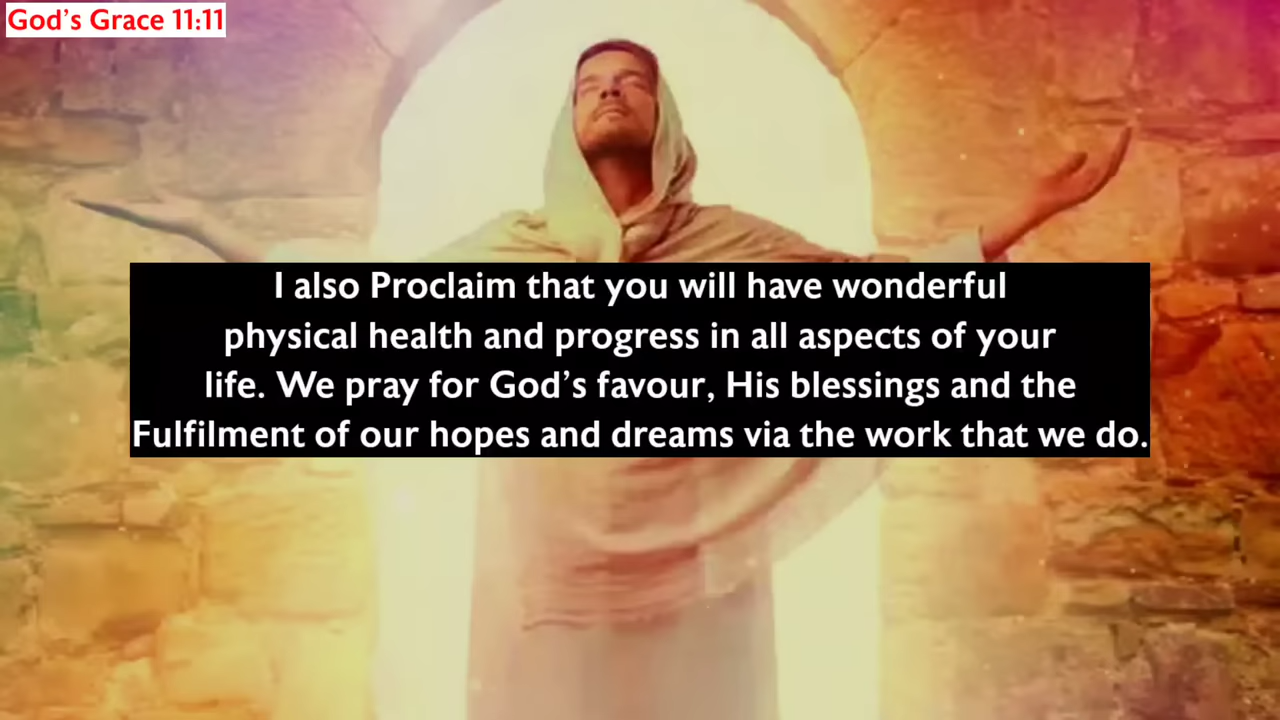 God's Grace 11:11
I also Proclaim that you will have wonderful
physical health and progress in all aspects of your
life. We pray for God's favour, His blessings and the
Fulfilment of our hopes and dreams via the work that we do.